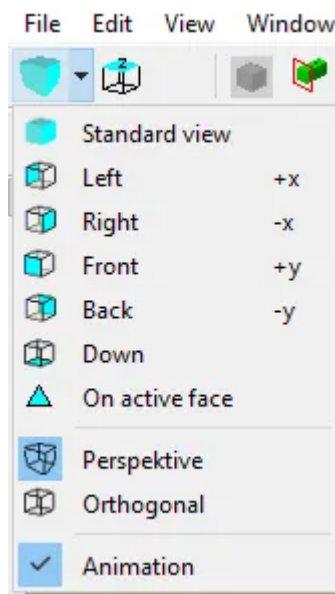 File Edit View Window
Z
Standard view
Left +x
Right -x
Front +y
Back -y
Down
On active face
Perspektive
Orthogonal
Animation